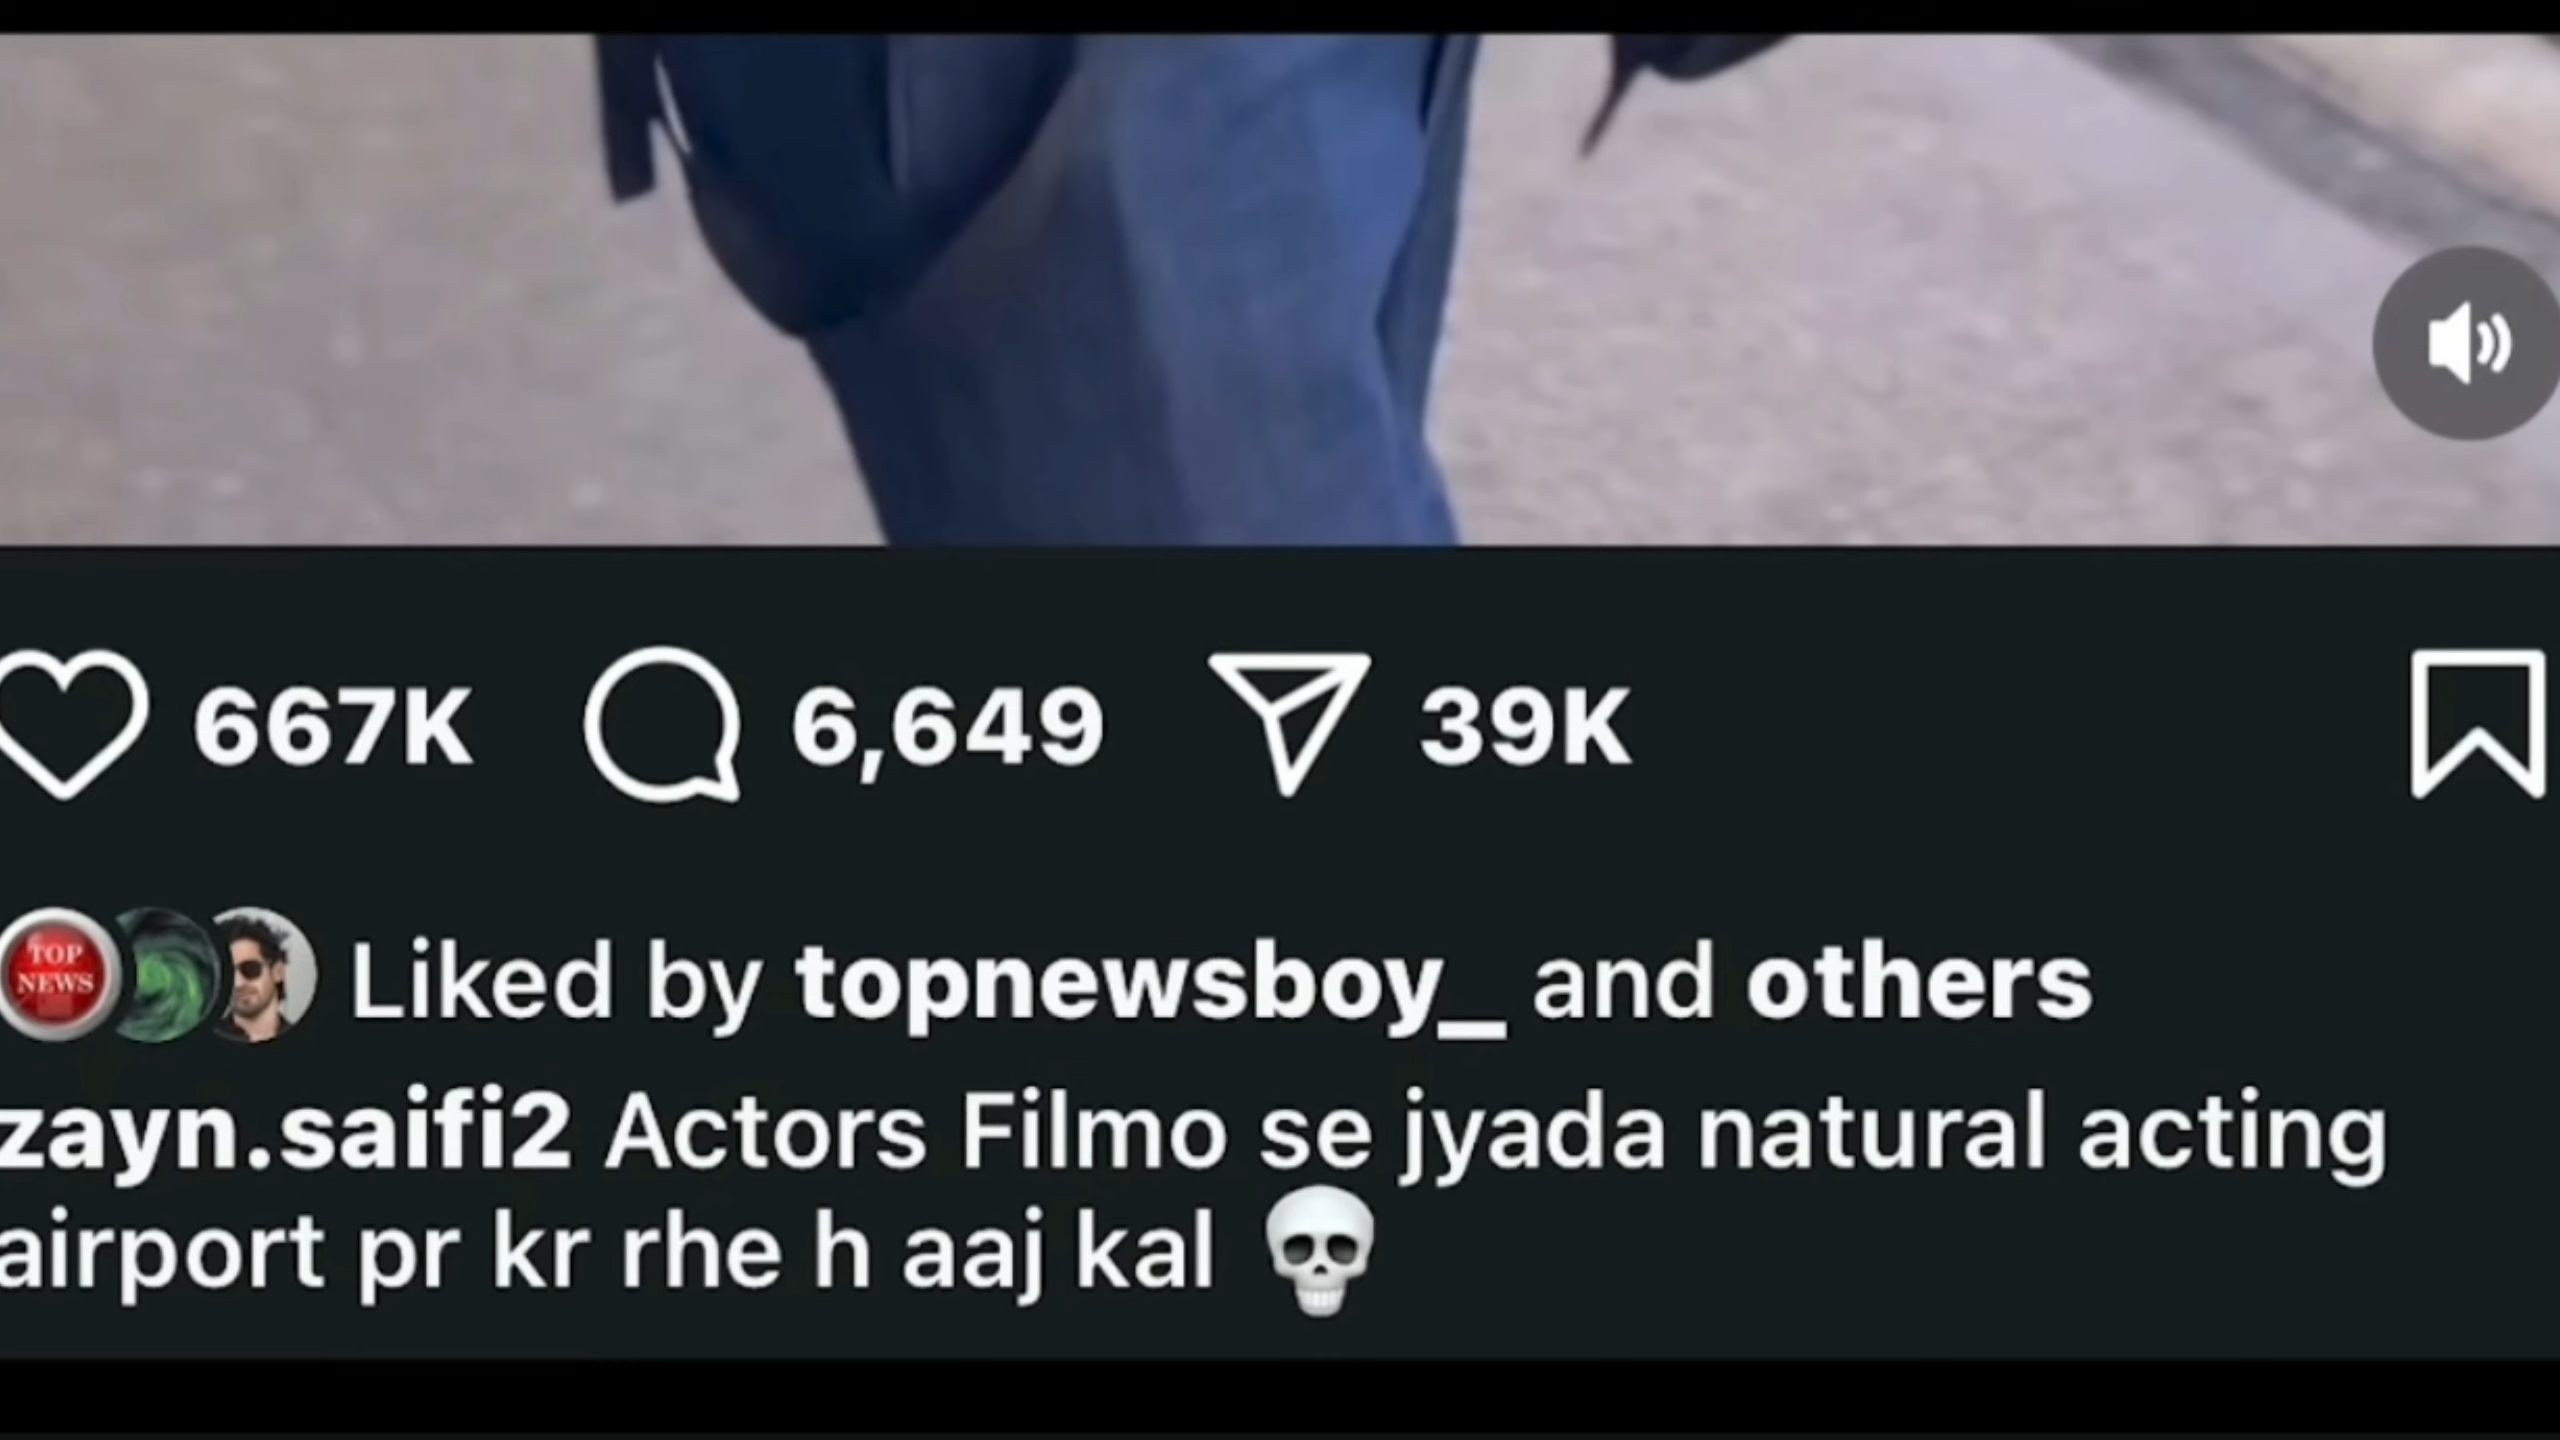 667K 6,649 39K
TOP
NEWS
Liked by topnewsboy_ and others
zayn.saifi2 Actors Filmo se jyada natural acting
airport pr kr rhe h aaj kal 💀